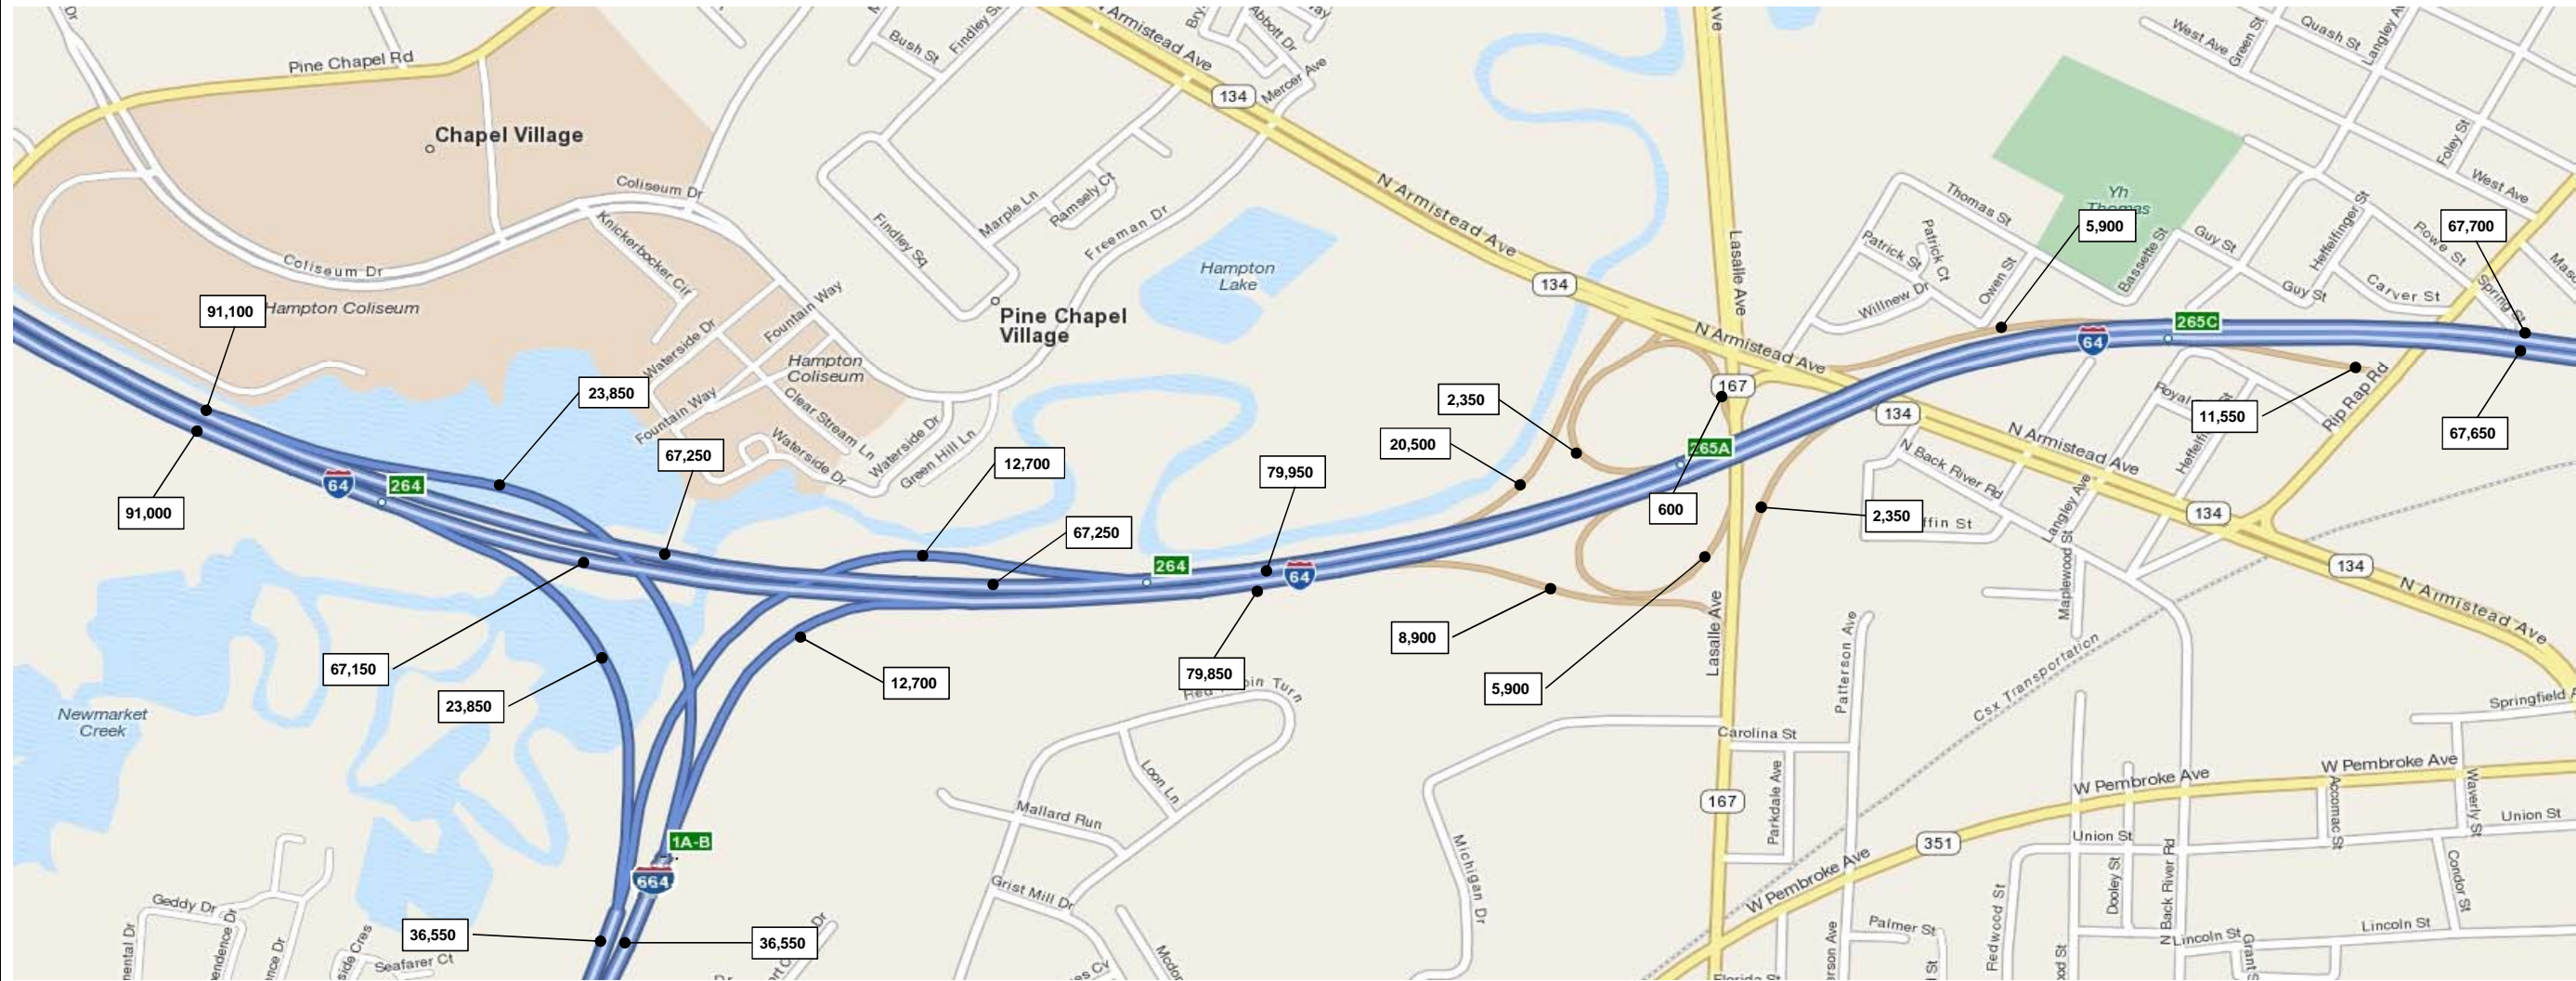 Pine Chapel Rd
Chapel Village
Coliseum Dr
Coliseum Dr
Hampton Coliseum
Knickerbocker Cir
Waterside Dr
Fountain Way
Fountain Way
Hampton
Coliseum
Clear Stream Ln
Waterside Dr
Waterside Dr
Green Hill Ln
Bush St
Findley Sq
Marple Ln
Ramsely Ct
Freeman Dr
Pine Chapel
Village
Abbott Dr
Mercer Ave
N Armistead Ave
134
Hampton
Lake
N Armistead Ave
134
Lasalle Ave
N Armistead Ave
167
134
N Armistead Ave
134
134
N Armistead Ave
West Ave
Green St
Quash St
Foley St
West Ave
Yh
Thomas
Thomas St
Patrick St
Patrick Ct
Willnew Dr
Owen St
Bassette St
Guy St
Guy St
Heffelfinger St
Rowe St
Carver St
Spring St
Rip Rap Rd
N Back River Rd
Langley Ave
Maplewood St
91,100
91,000
64
264
23,850
67,250
12,700
67,250
79,950
264
64
67,150
23,850
12,700
79,850
2,350
20,500
265A
600
2,350
8,900
5,900
5,900
64
265C
67,700
11,550
67,650
Newmarket
Creek
1A-B
664
36,550
36,550
Loon Ln
Mallard Run
Grist Mill Dr
Geddy Dr
Seafarer Ct
Lasalle Ave
Carolina St
167
Michigan Dr
Parkdale Ave
Patterson Ave
Csx Transportation
351
W Pembroke Ave
W Pembroke Ave
W Pembroke Ave
Springfield
Union St
Union St
Accomac St
Waverly St
Condor St
Dooley St
N Back River Rd
Redwood St
Palmer St
Lincoln St
Lincoln St